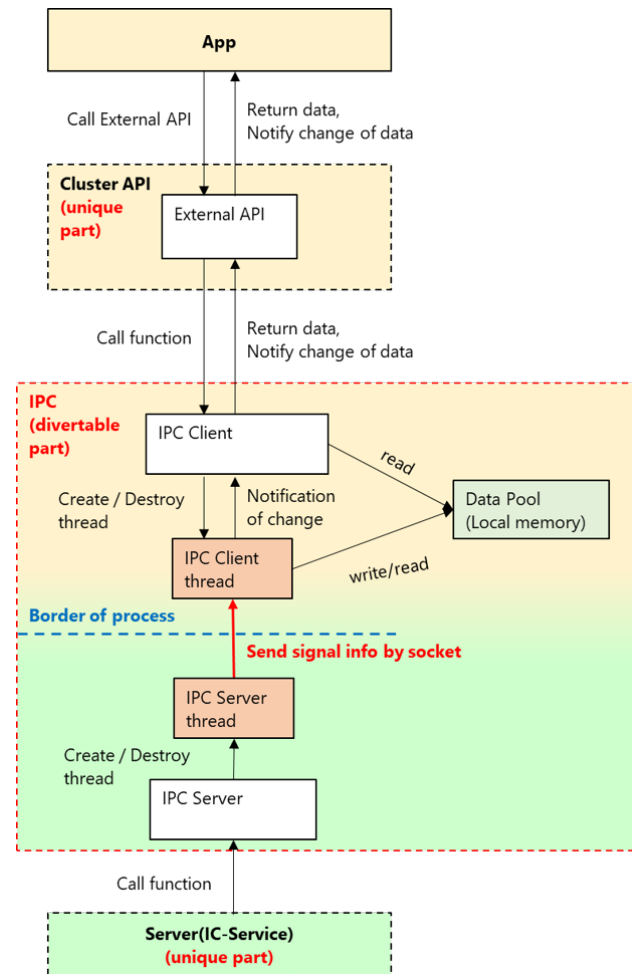 App
Call External API
Return data,
Notify change of data
Cluster API
(unique
part)
External API
Call function
Return data,
Notify change of data
IPC
(divertable
part)
IPC Client
read
Data Pool
(Local memory)
Create / Destroy
thread
Notification
of change
IPC Client
thread
write/read
Border of process
Send signal info by socket
IPC Server
thread
Create / Destroy
thread
IPC Server
Call function
Server(IC-Service)
(unique part)